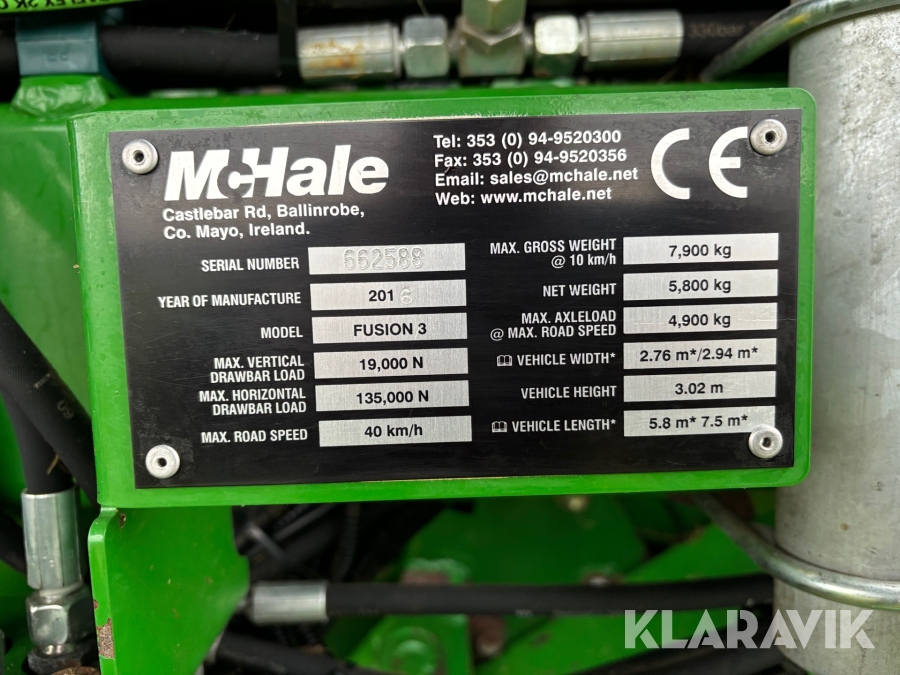 330bar
McHale
Castlebar Rd, Ballinrobe,
Co. Mayo, Ireland.
Tel: 353 (0) 94-9520300
Fax: 353 (0) 94-9520356
Email: sales@mchale.net
Web: www.mchale.net
CE
SERIAL NUMBER 662588
YEAR OF MANUFACTURE 2016
MODEL FUSION 3
MAX. VERTICAL
DRAWBAR LOAD 19,000 N
MAX. HORIZONTAL
DRAWBAR LOAD 135,000 N
MAX. ROAD SPEED 40 km/h
MAX. GROSS WEIGHT
@ 10 km/h 7,900 kg
NET WEIGHT 5,800 kg
MAX. AXLELOAD
@ MAX. ROAD SPEED 4,900 kg
VEHICLE WIDTH* 2.76 m*/2.94 m*
VEHICLE HEIGHT 3.02 m
VEHICLE LENGTH* 5.8 m* 7.5 m*
KLARAVIK